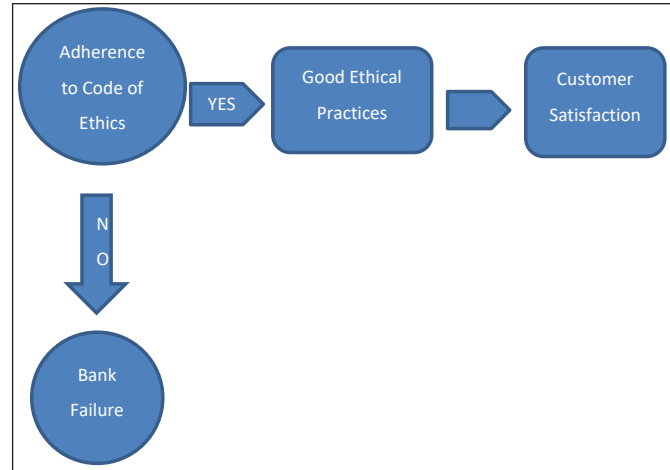 Adherence
to Code of
Ethics
YES
Good Ethical
Practices
Customer
Satisfaction
N
O
Bank
Failure